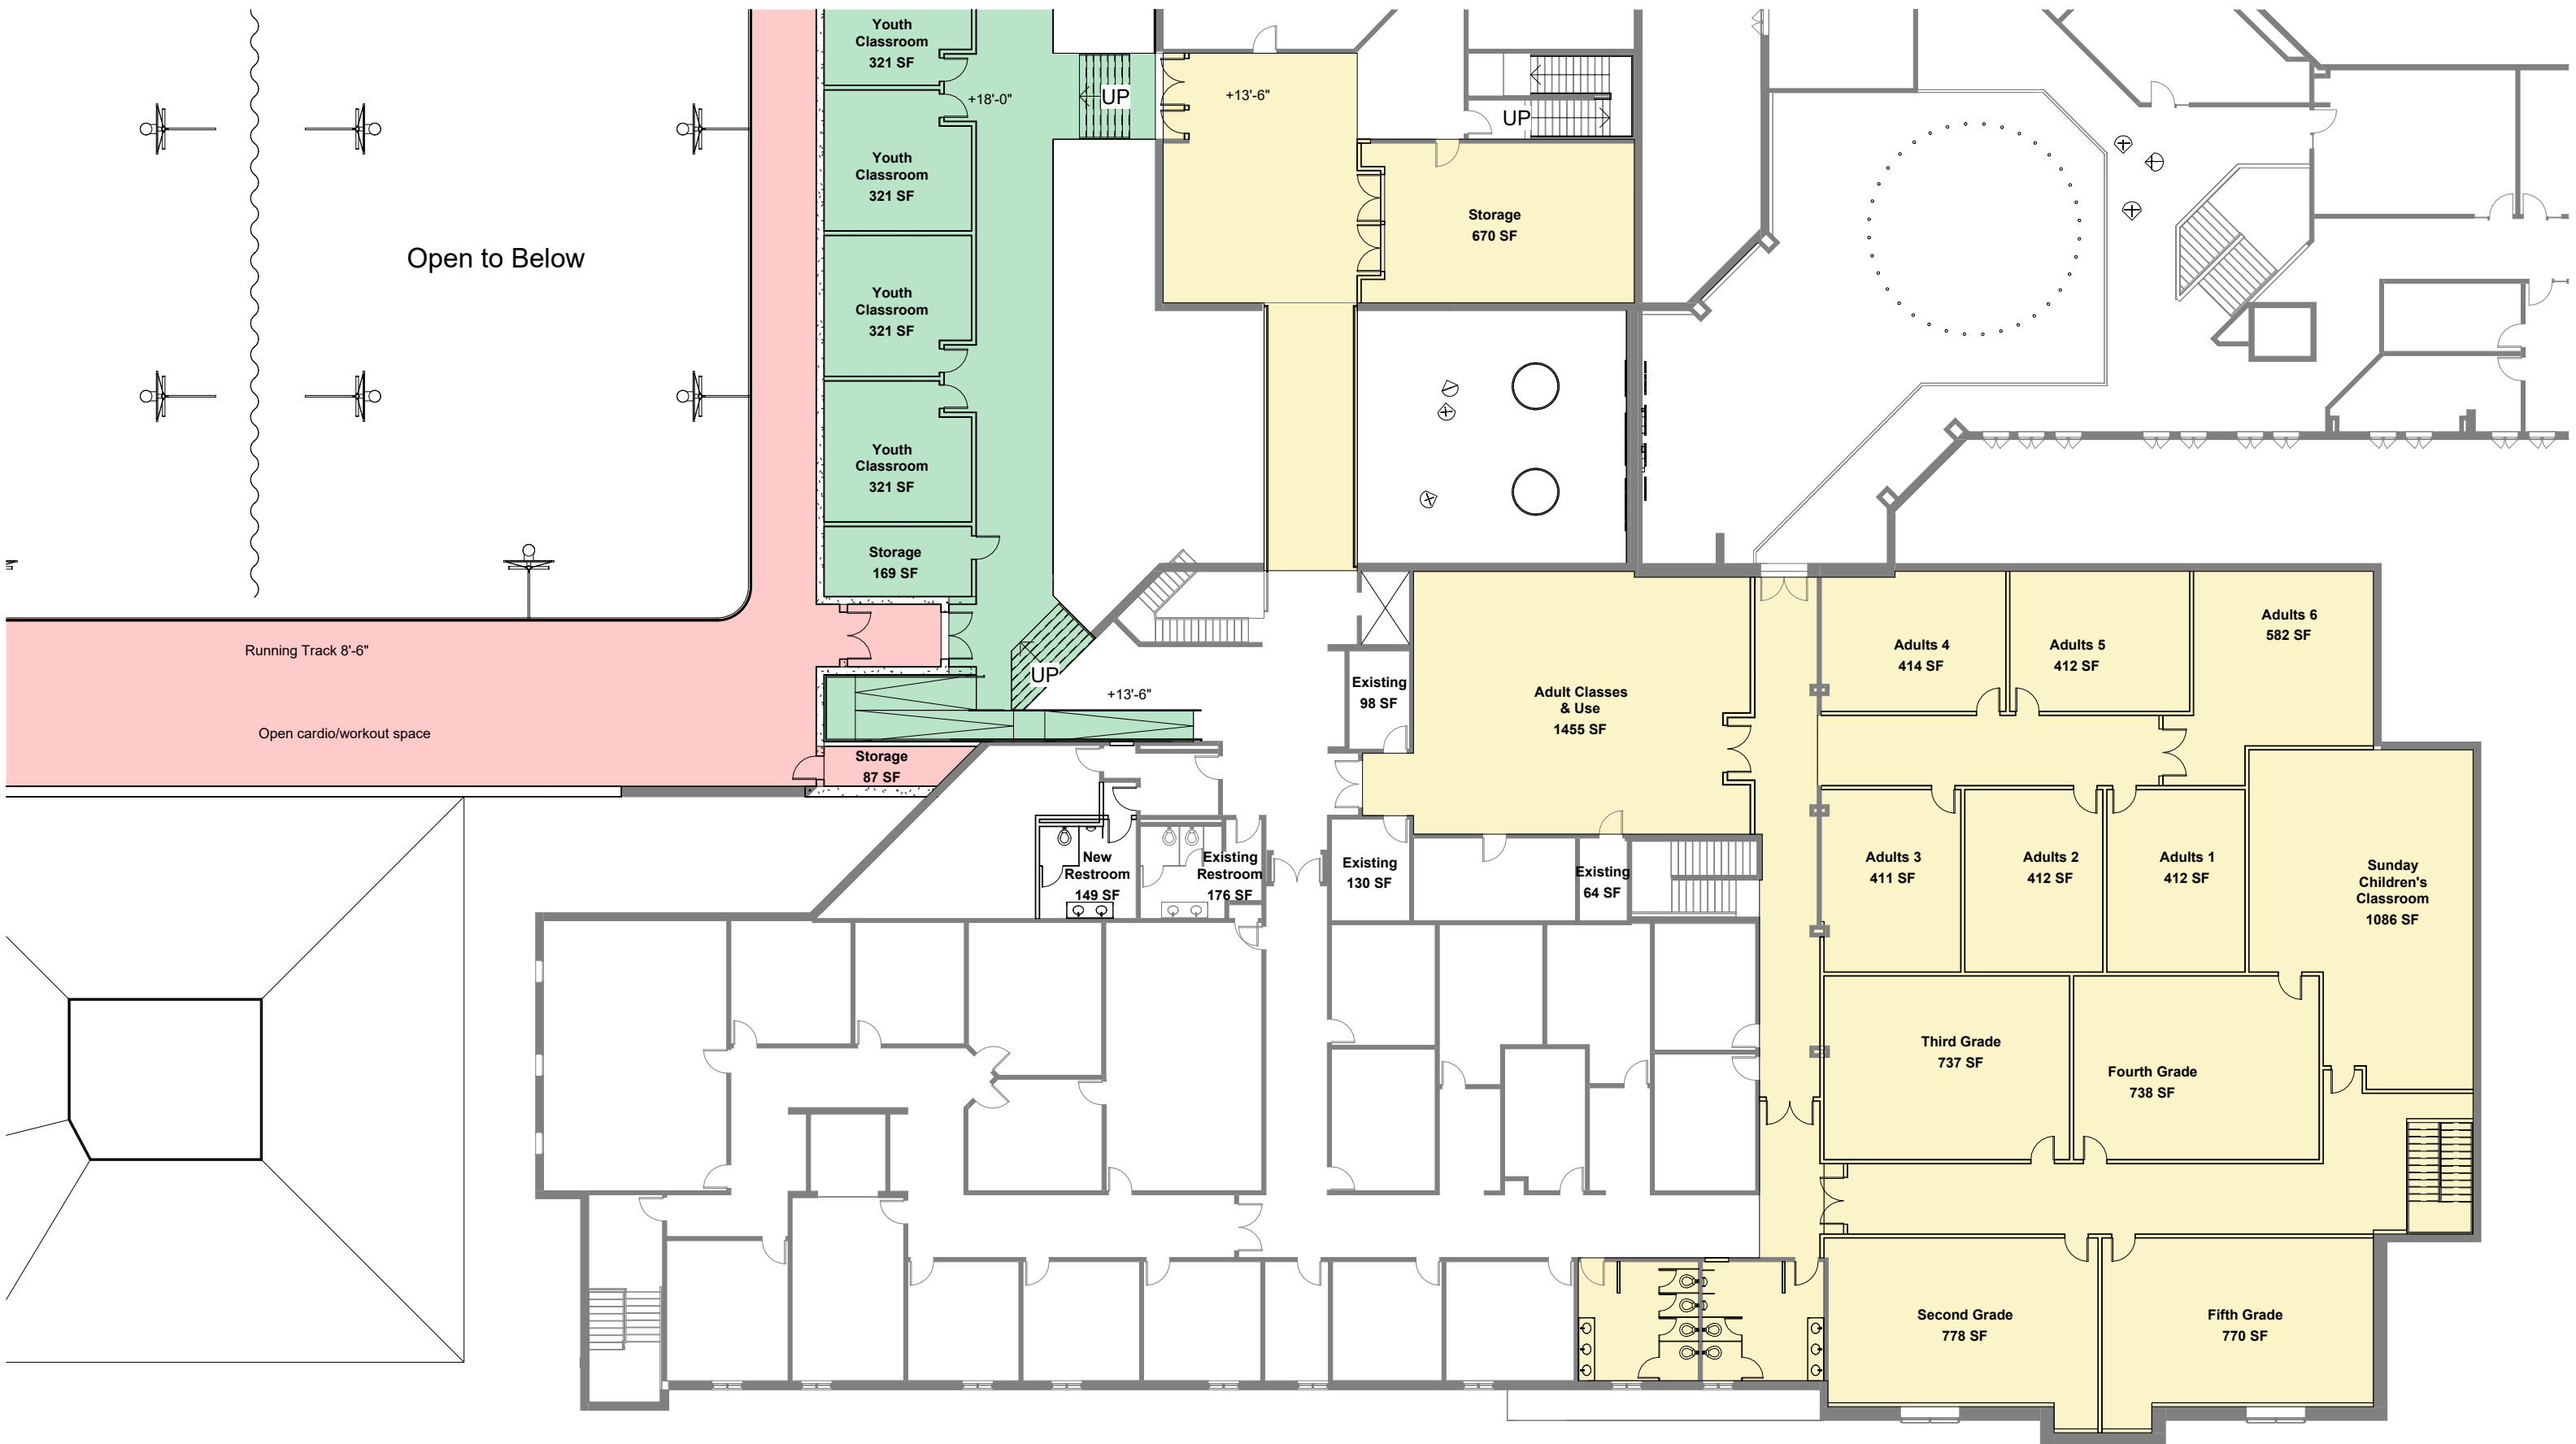 Youth
Classroom
321 SF
+18'-0"
UP
+13'-6"
UP
Youth
Classroom
321 SF
Storage
670 SF
Open to Below
Youth
Classroom
321 SF
Youth
Classroom
321 SF
Storage
169 SF
Running Track 8'-6"
UP
+13'-6"
Open cardio/workout space
Storage
87 SF
Existing
98 SF
Adult Classes
& Use
1455 SF
Adults 4
414 SF
Adults 5
412 SF
Adults 6
582 SF
New
Restroom
149 SF
Existing
Restroom
176 SF
Existing
130 SF
Existing
64 SF
Adults 3
411 SF
Adults 2
412 SF
Adults 1
412 SF
Sunday
Children's
Classroom
1086 SF
Third Grade
737 SF
Fourth Grade
738 SF
Second Grade
778 SF
Fifth Grade
770 SF